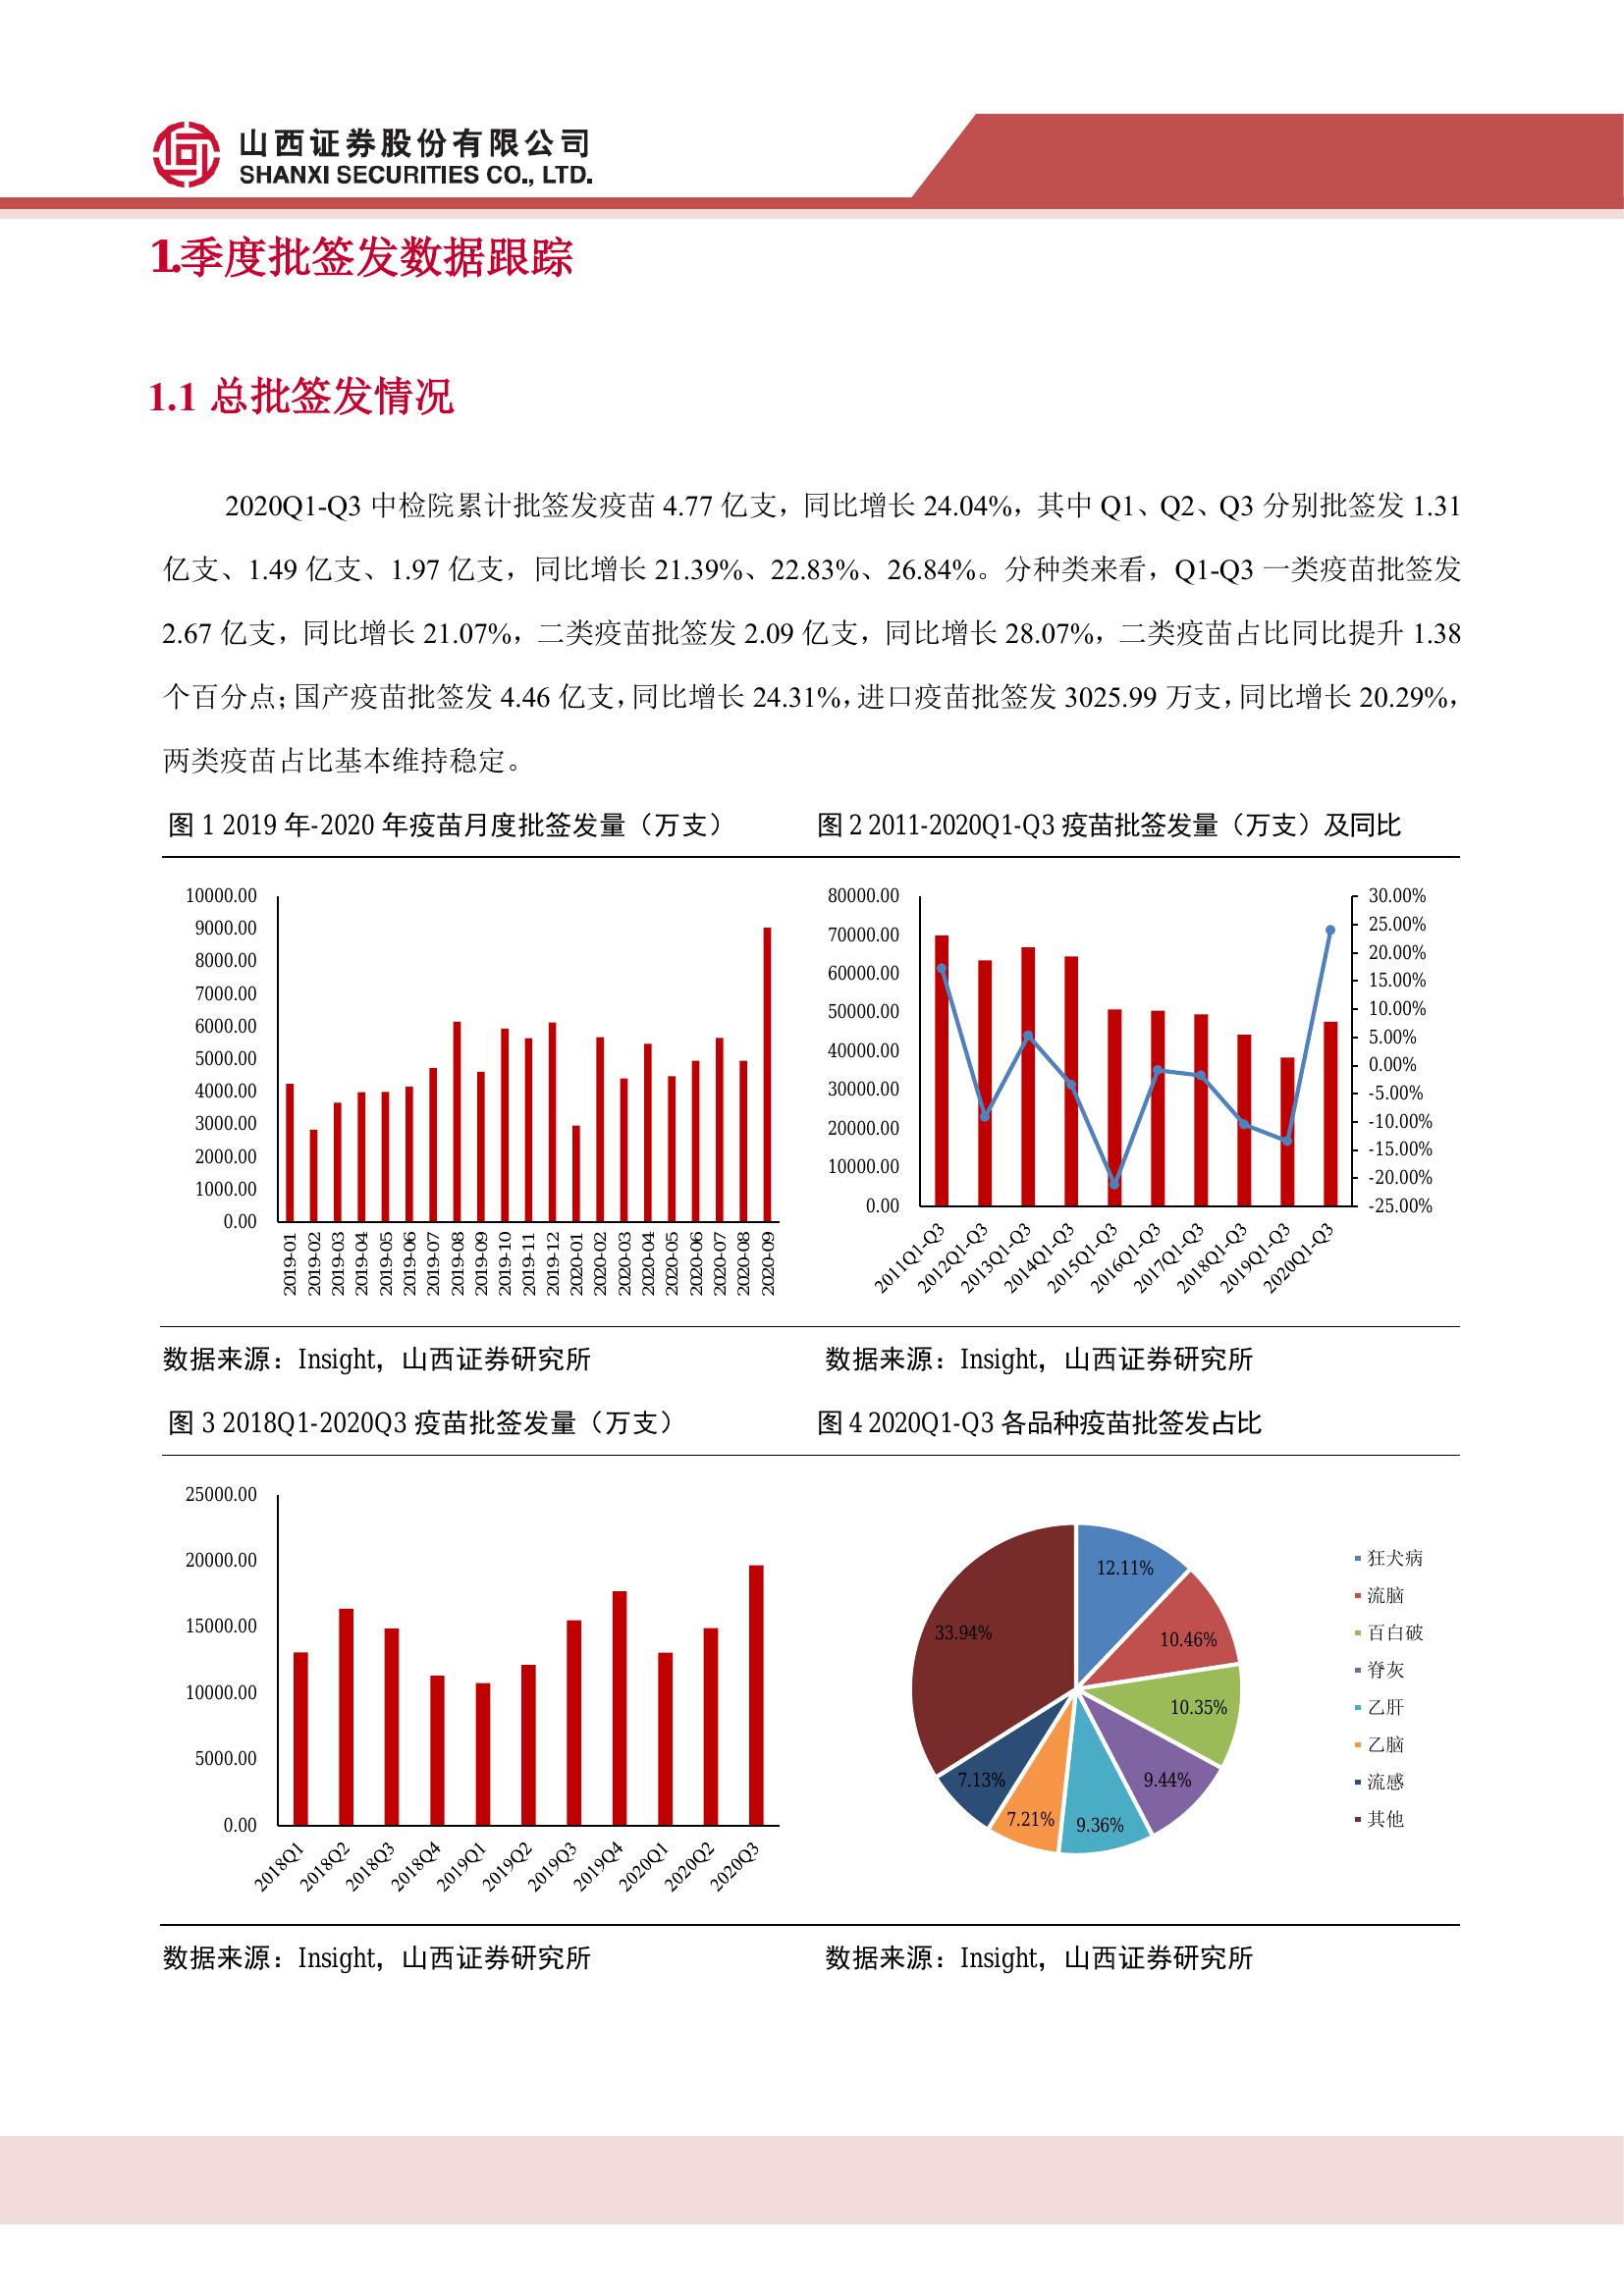 山西证券股份有限公司
SHANXI SECURITIES CO., LTD.
1.季度批签发数据跟踪
1.1 总批签发情况
2020Q1-Q3 中检院累计批签发疫苗 4.77 亿支，同比增长 24.04%，其中 Q1、Q2、Q3 分别批签发 1.31
亿支、1.49 亿支、1.97 亿支，同比增长 21.39%、22.83%、26.84%。分种类来看，Q1-Q3 一类疫苗批签发
2.67 亿支，同比增长 21.07%，二类疫苗批签发 2.09 亿支，同比增长 28.07%，二类疫苗占比同比提升 1.38
个百分点；国产疫苗批签发 4.46 亿支，同比增长 24.31%，进口疫苗批签发 3025.99 万支，同比增长 20.29%，
两类疫苗占比基本维持稳定。
图 1 2019 年-2020 年疫苗月度批签发量（万支）
10000.00
9000.00
8000.00
7000.00
6000.00
5000.00
4000.00
3000.00
2000.00
1000.00
0.00
2019-01
2019-02
2019-03
2019-04
2019-05
2019-06
2019-07
2019-08
2019-09
2019-10
2019-11
2019-12
2020-01
2020-02
2020-03
2020-04
2020-05
2020-06
2020-07
2020-08
2020-09
数据来源：Insight，山西证券研究所
图 2 2011-2020Q1-Q3 疫苗批签发量（万支）及同比
80000.00
70000.00
60000.00
50000.00
40000.00
30000.00
20000.00
10000.00
0.00
30.00%
25.00%
20.00%
15.00%
10.00%
5.00%
0.00%
-5.00%
-10.00%
-15.00%
-20.00%
-25.00%
2011Q1-Q3
2012Q1-Q3
2013Q1-Q3
2014Q1-Q3
2015Q1-Q3
2016Q1-Q3
2017Q1-Q3
2018Q1-Q3
2019Q1-Q3
2020Q1-Q3
数据来源：Insight，山西证券研究所
图 3 2018Q1-2020Q3 疫苗批签发量（万支）
25000.00
20000.00
15000.00
10000.00
5000.00
0.00
2018Q1
2018Q2
2018Q3
2018Q4
2019Q1
2019Q2
2019Q3
2019Q4
2020Q1
2020Q2
2020Q3
数据来源：Insight，山西证券研究所
图 4 2020Q1-Q3 各品种疫苗批签发占比
12.11%
10.46%
10.35%
9.44%
9.36%
7.21%
7.13%
33.94%
狂犬病
流脑
百白破
脊灰
乙肝
乙脑
流感
其他
数据来源：Insight，山西证券研究所